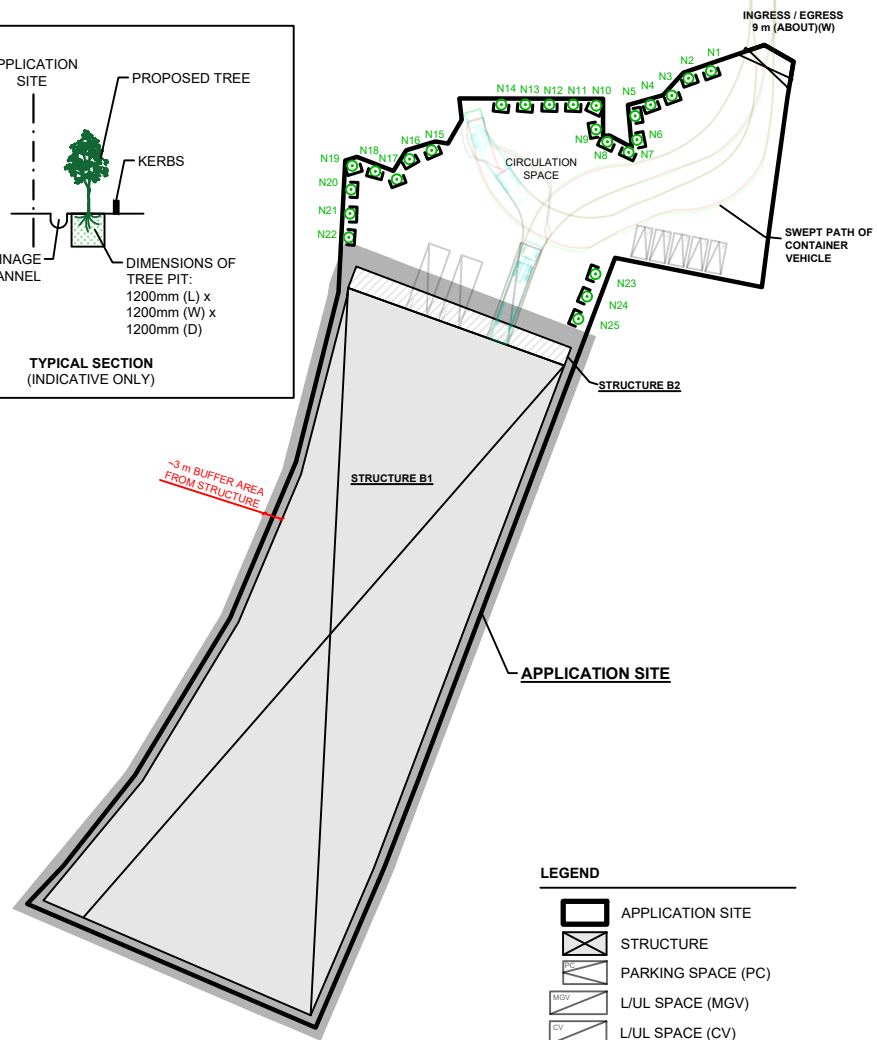 INGRESS / EGRESS
9 m (ABOUT)(W)
SITE
PROPOSED TREE
KERBS
DIMENSIONS OF
TREE PIT:
1200mm (L) x
1200mm (W) x
1200mm (D)
TYPICAL SECTION
(INDICATIVE ONLY)
N1
N2
N3
N4
N5
N6
N7
N8
N9
N10
N11
N12
N13
N14
N15
N16
N17
N18
N19
N20
N21
N22
CIRCULATION
SPACE
SWEPT PATH OF
CONTAINER
VEHICLE
N23
N24
N25
STRUCTURE B2
STRUCTURE B1
~3 m BUFFER AREA
FROM STRUCTURE
APPLICATION SITE
LEGEND
APPLICATION SITE
STRUCTURE
PC
PARKING SPACE (PC)
MGV
L/UL SPACE (MGV)
CV
L/UL SPACE (CV)